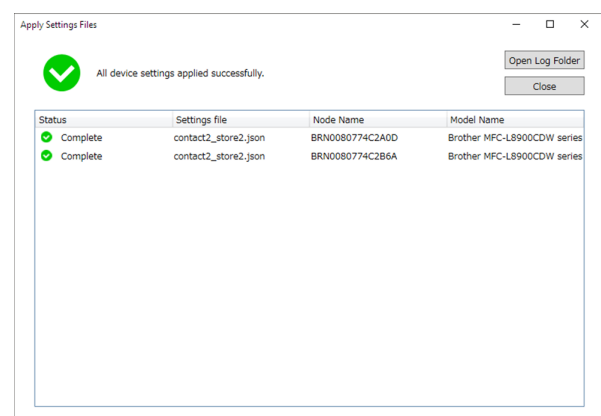 Apply Settings Files
Open Log Folder
All device settings applied successfully.
Close
Status Settings file Node Name Model Name
Complete contact2_store2.json BRN0080774C2A0D Brother MFC-L8900CDW series
Complete contact2_store2.json BRN0080774C2B6A Brother MFC-L8900CDW series